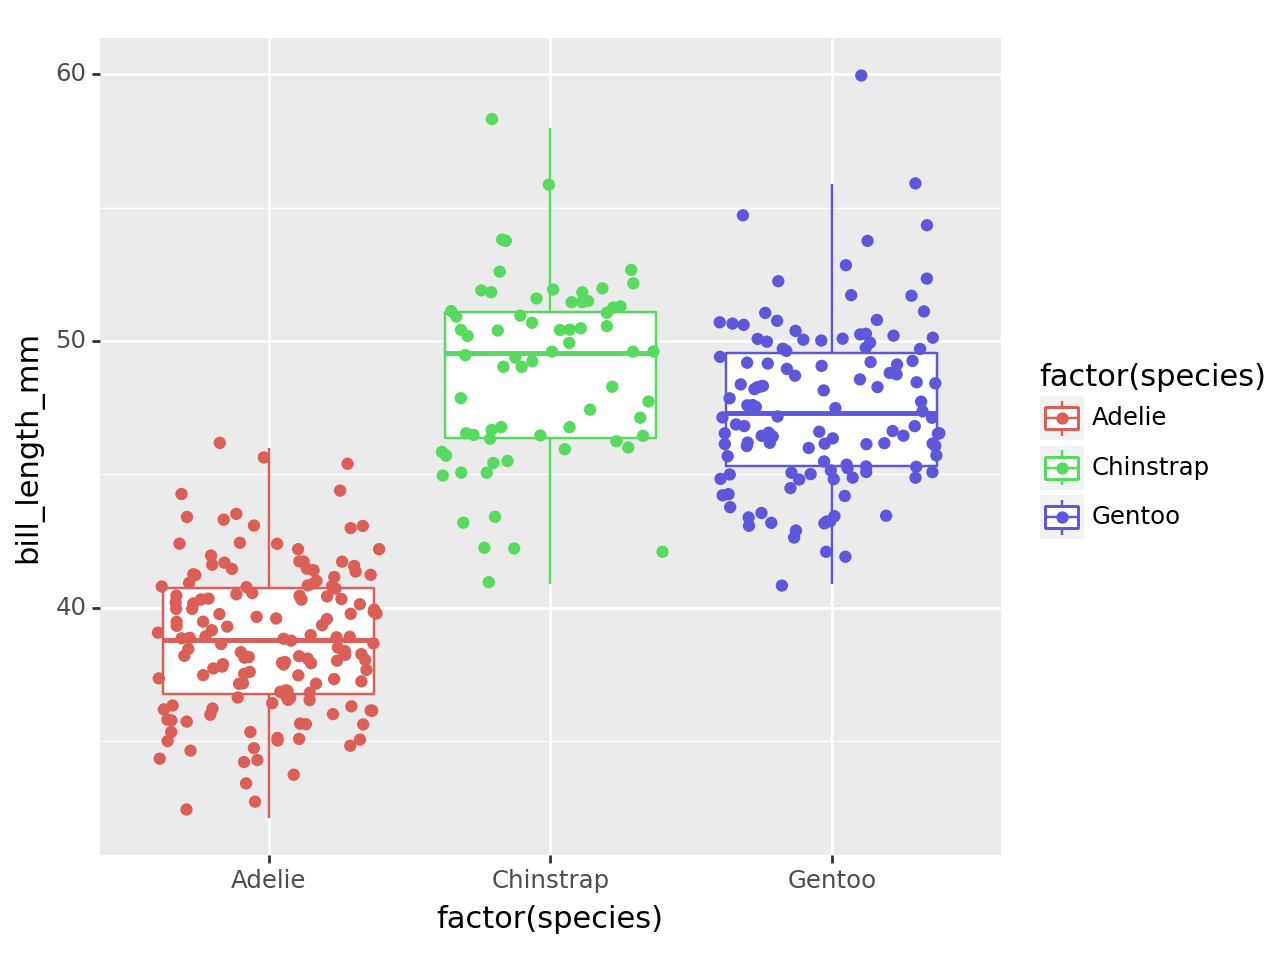 60
50
40
bill_length_mm
Adelie
Chinstrap
Gentoo
factor(species)
factor(species)
Adelie
Chinstrap
Gentoo